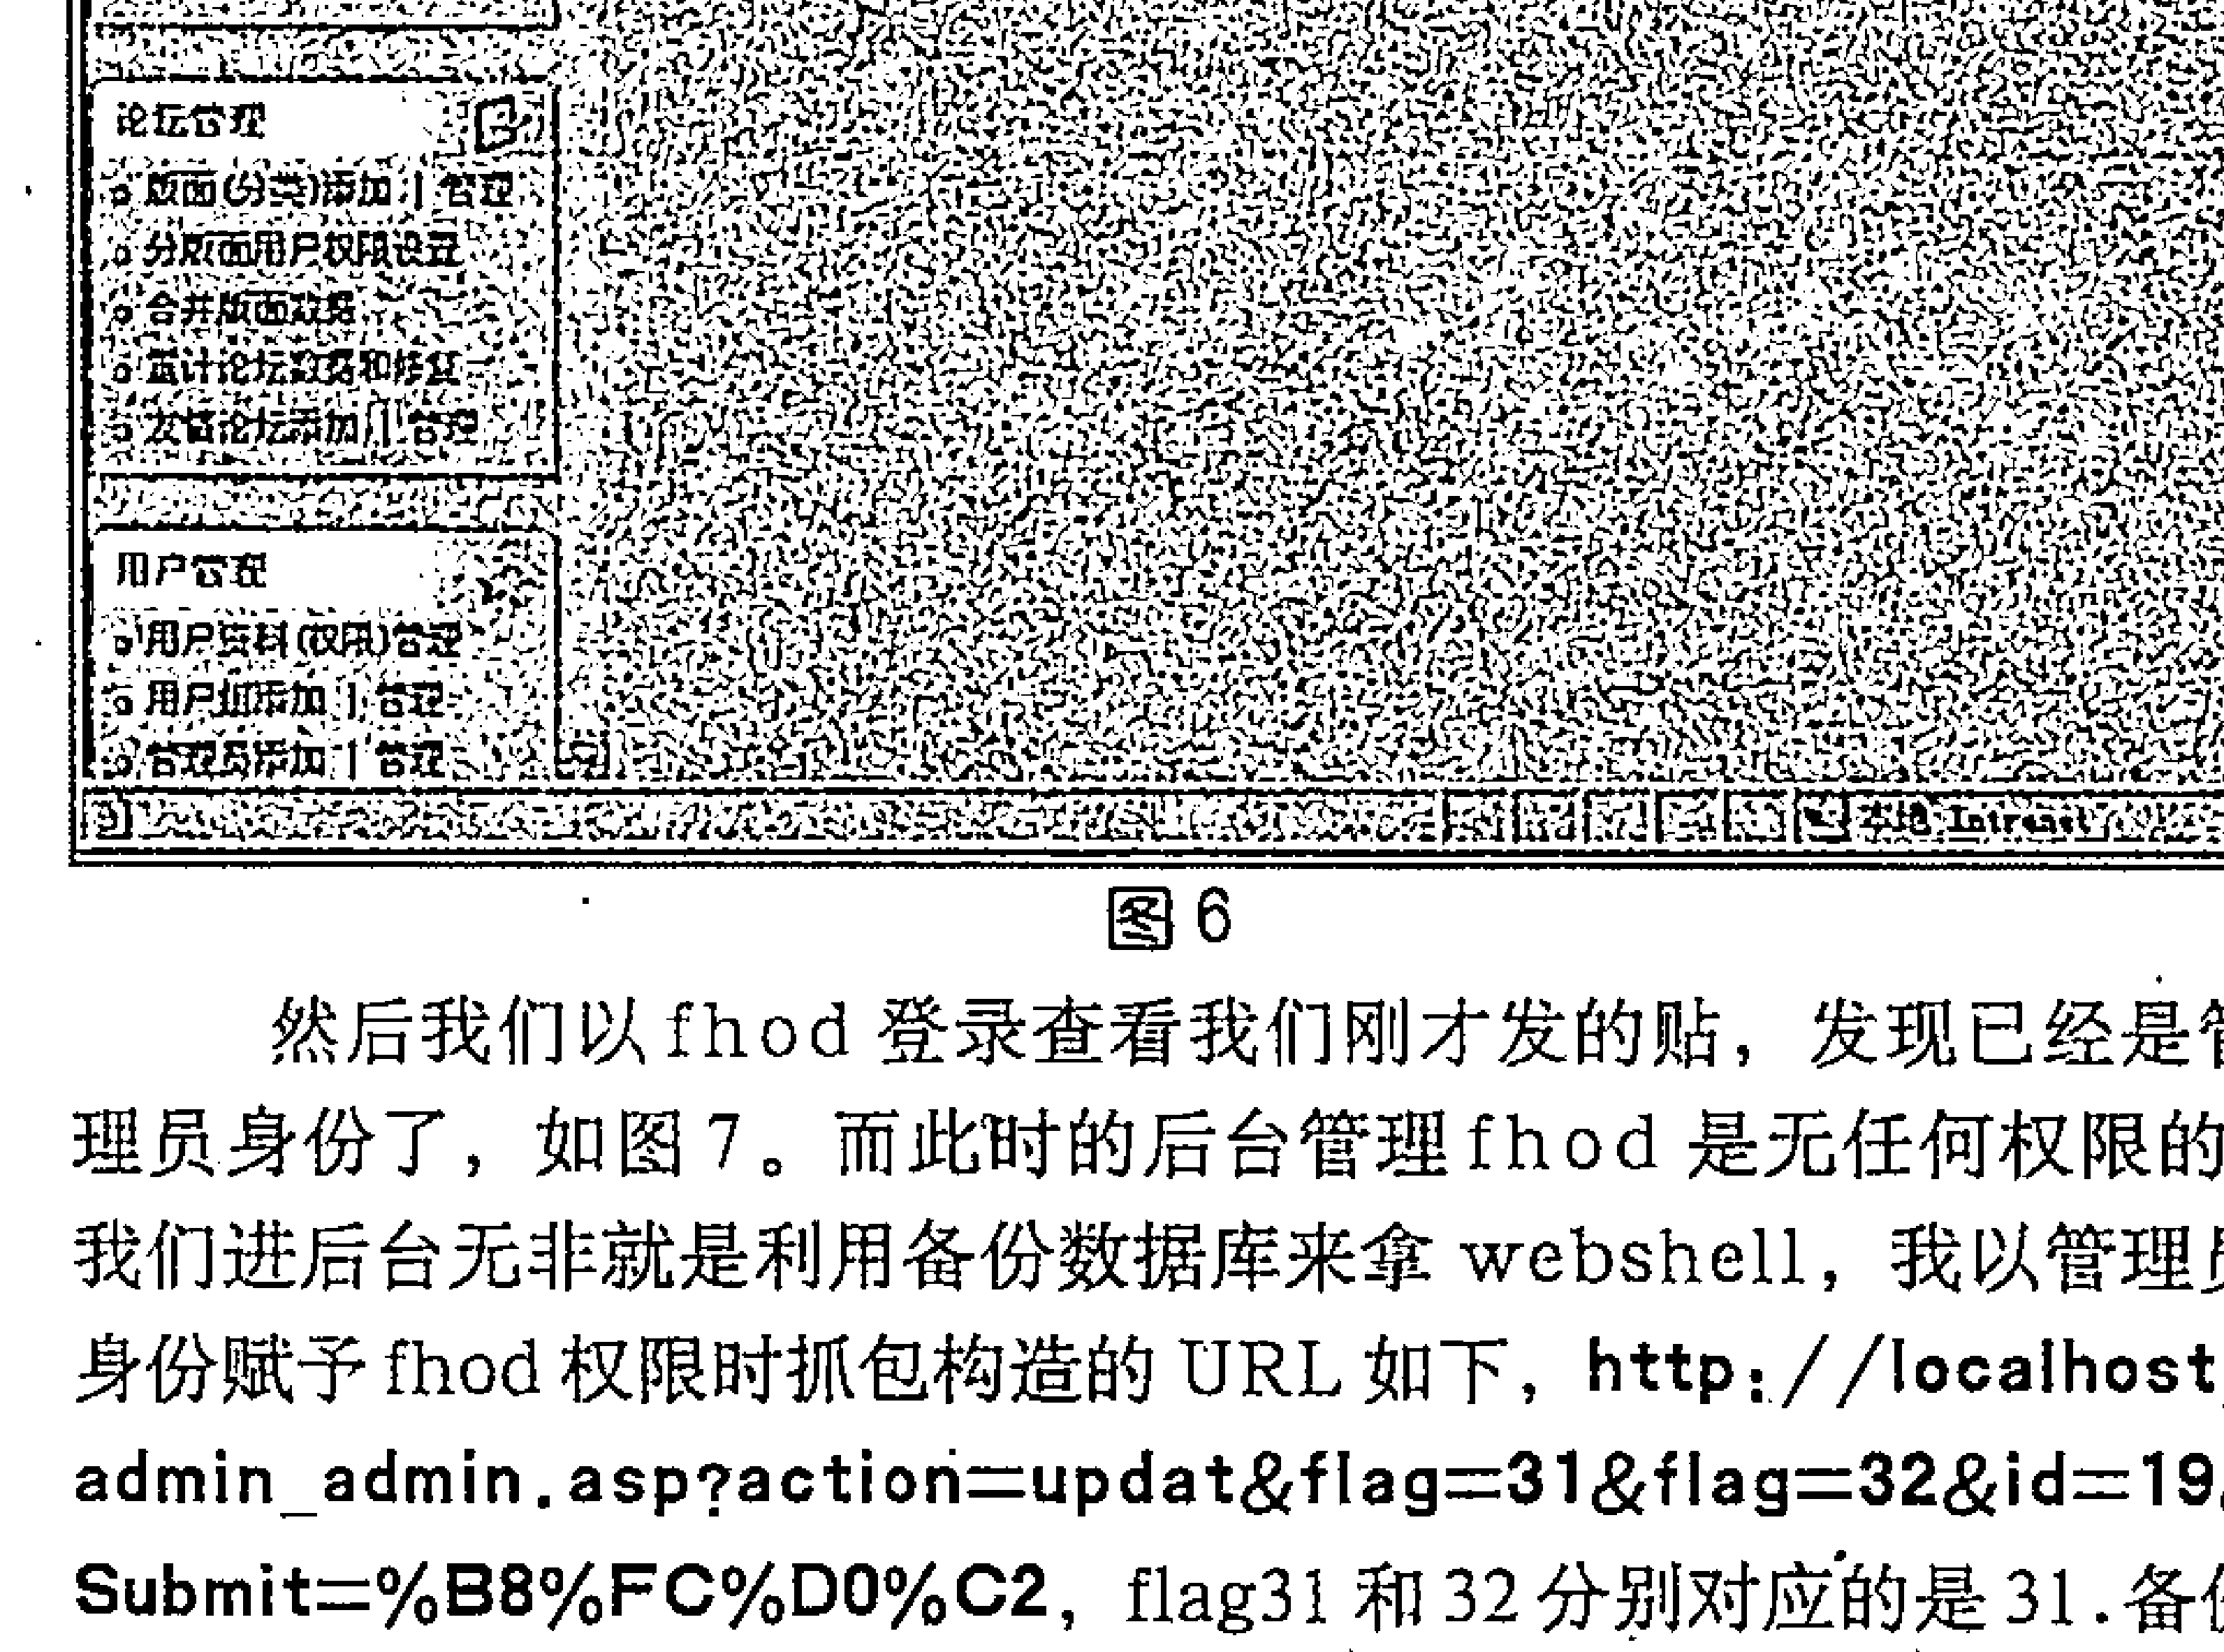 论坛管理
版面(分类)添加 | 管理
分版面用户权限设置
合并版面数据
论坛数据和修复
友情论坛添加 | 管理
用户管理
用户资料(权限)管理
用户组添加 | 管理
管理员添加 | 管理
Intranet
图 6
然后我们以 fhod 登录查看我们刚才发的贴，发现已经是管
理员身份了，如图 7。而此时的后台管理 fhod 是无任何权限的
我们进后台无非就是利用备份数据库来拿 webshell，我以管理员
身份赋予 fhod 权限时抓包构造的 URL 如下，http://localhost
admin_admin.asp?action=updat&flag=31&flag=32&id=19
Submit=%B8%FC%D0%C2，flag31 和 32 分别对应的是 31.备份